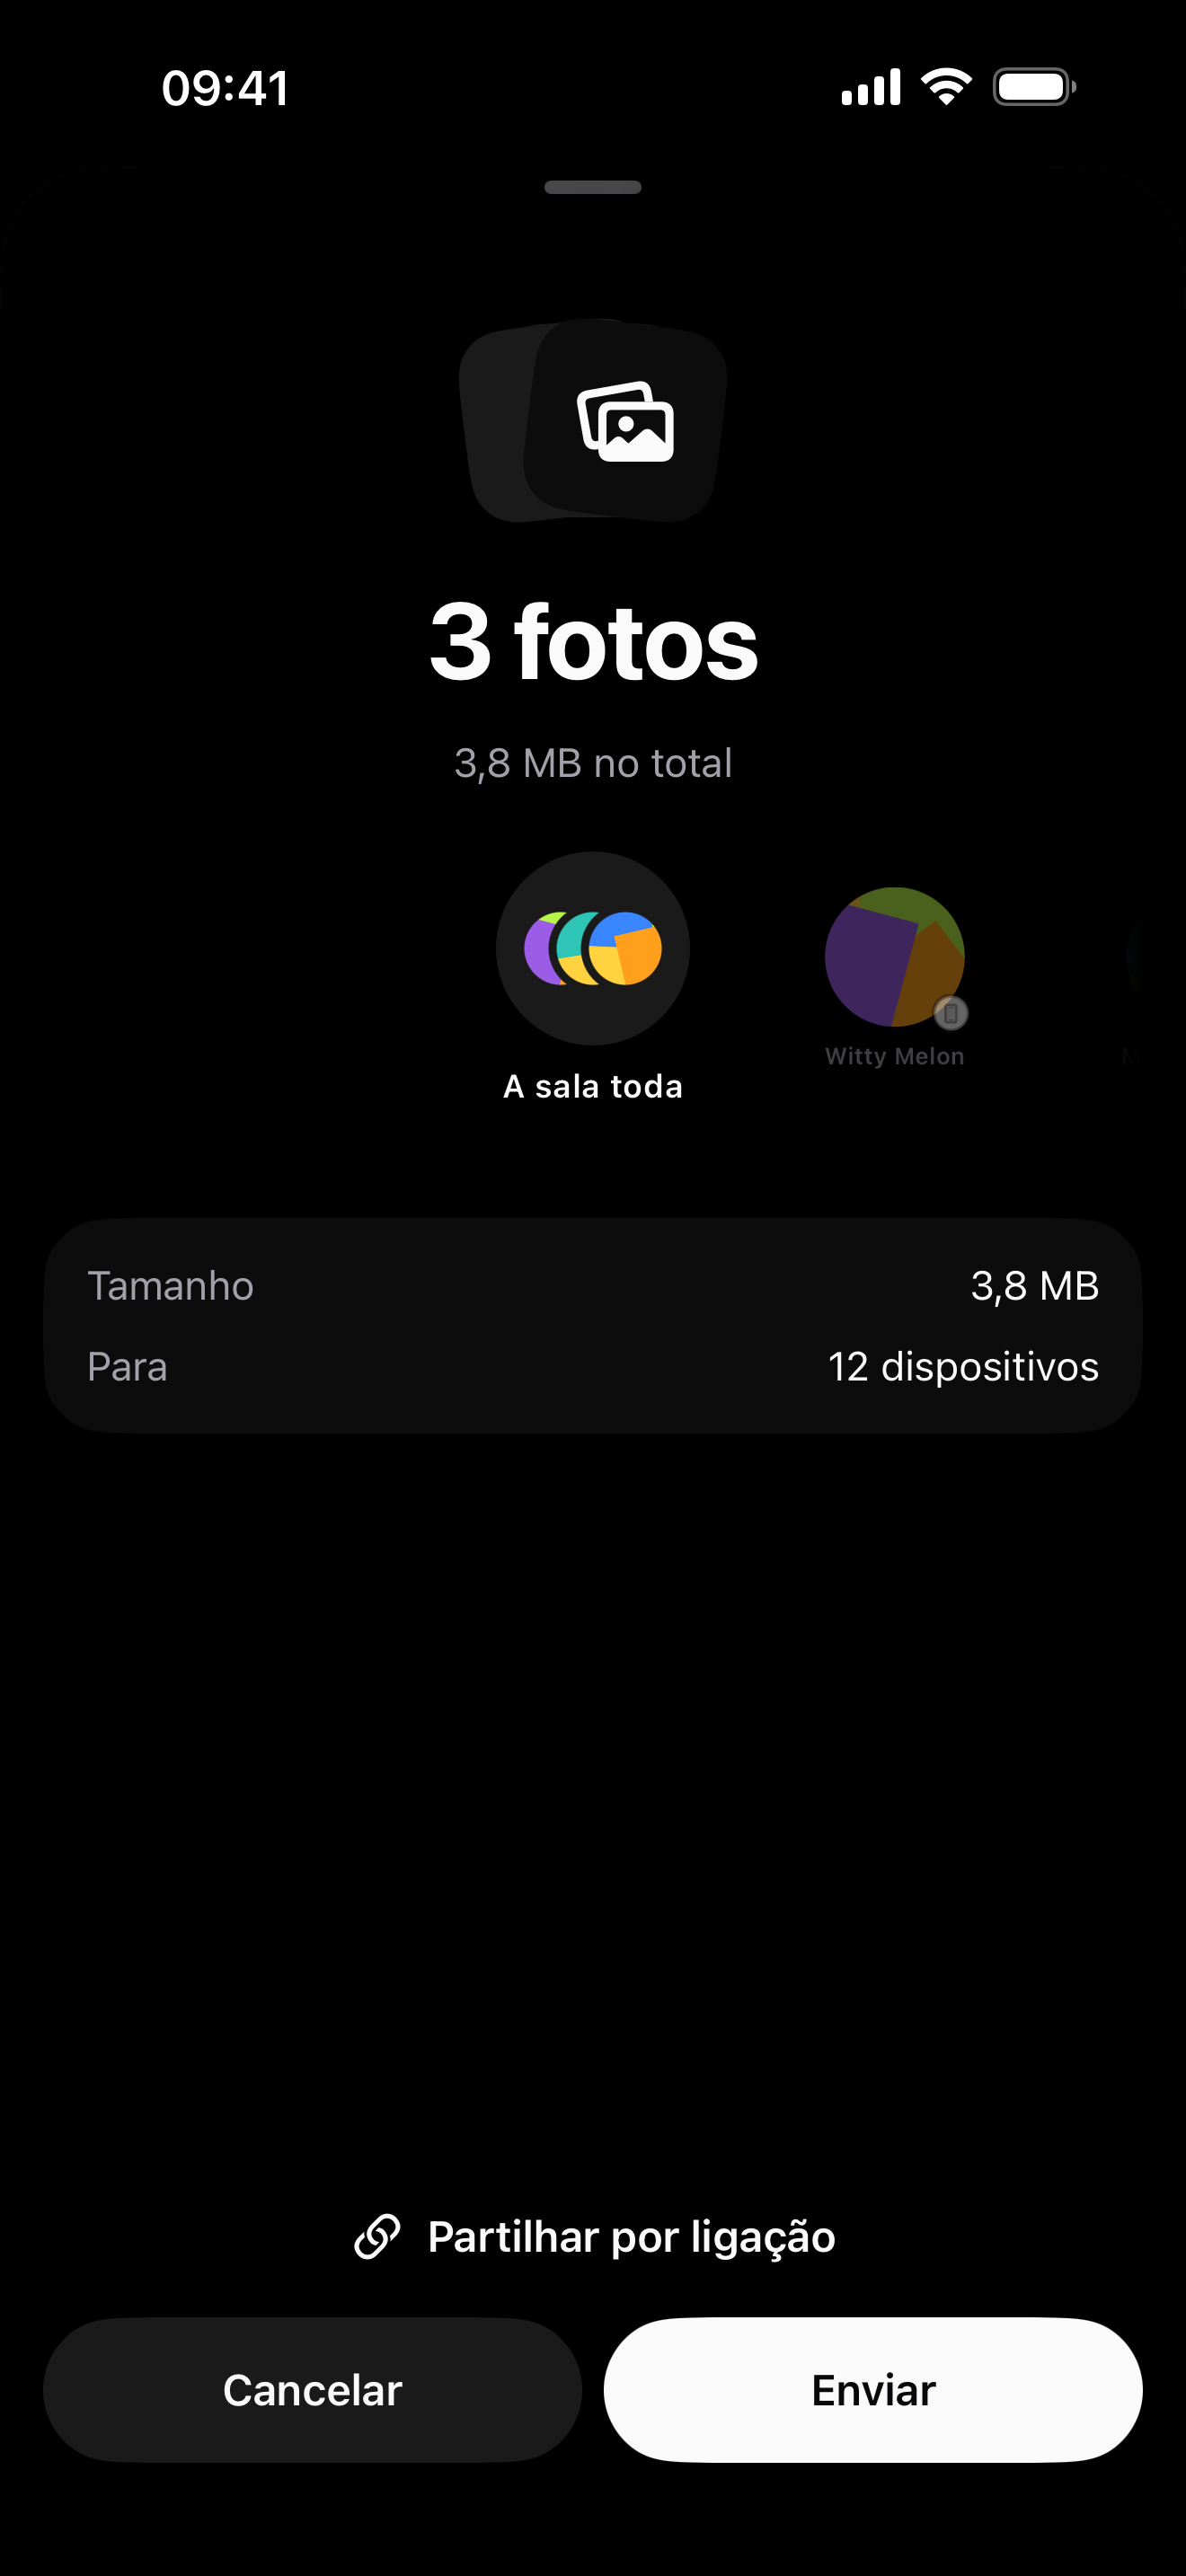 09:41
3 fotos
3,8 MB no total
A sala toda
Witty Melon
Tamanho
3,8 MB
Para
12 dispositivos
Partilhar por ligação
Cancelar
Enviar